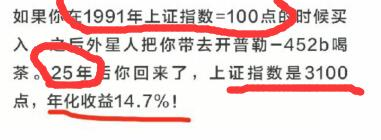 如果你在1991年上证指数=100点的时候买
入，之后外星人把你带去开普勒-452b喝
茶。25年后你回来了，上证指数是3100
点，年化收益14.7%！